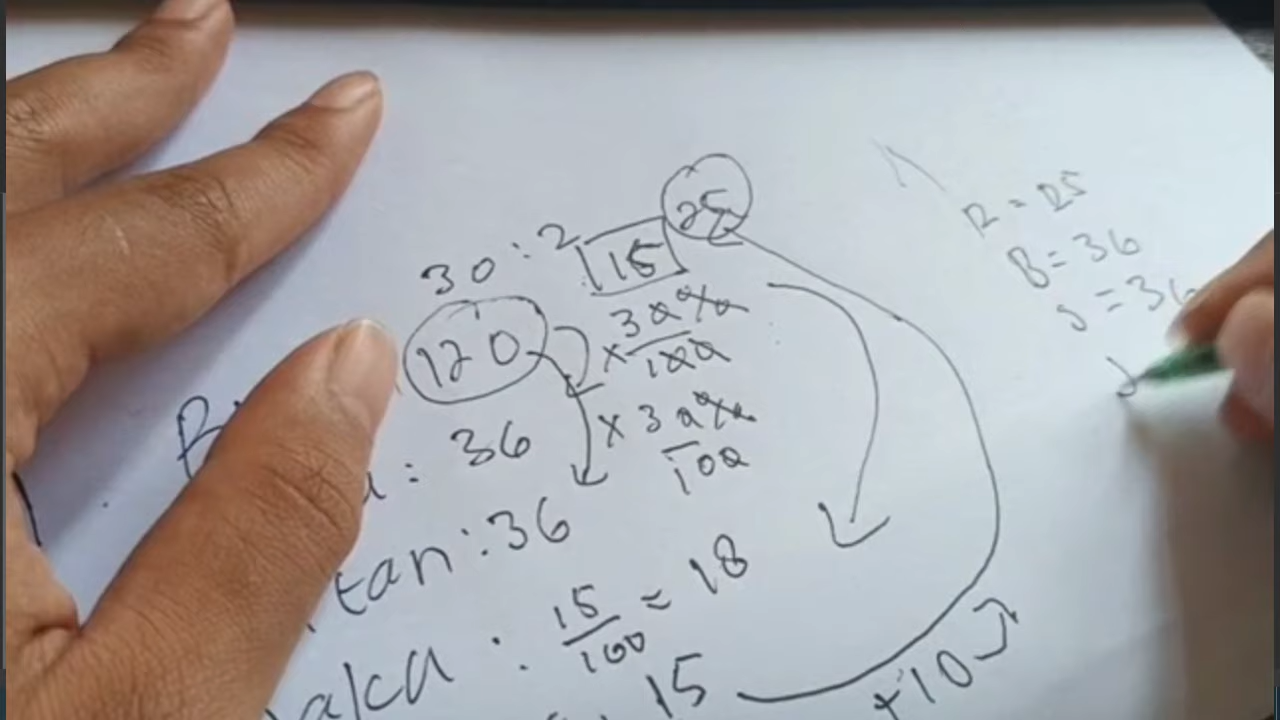 25
30 : 2 15
120 × 30% / 100
36 × 30% / 100
tan : 36
aka : 15/100 = 18
15
+10
R = 25
B = 36
S = 36